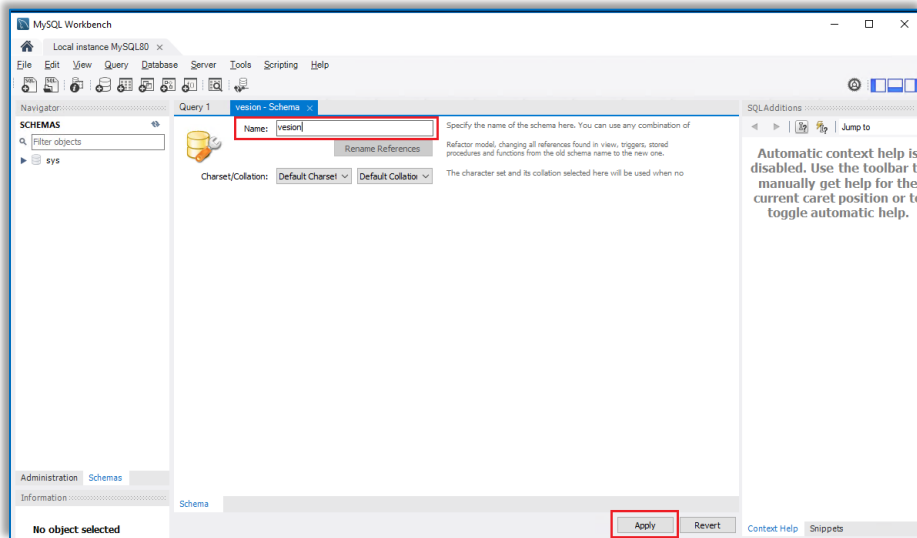 MySQL Workbench
Local instance MySQL80
File Edit View Query Database Server Tools Scripting Help
Navigator
SCHEMAS
Filter objects
sys
Administration Schemas
Information
No object selected
Query 1 vesion - Schema
Name: vesion
Specify the name of the schema here. You can use any combination of
Rename References
Refactor model, changing all references found in view, triggers, stored
procedures and functions from the old schema name to the new one.
Charset/Collation: Default Charset Default Collation
The character set and its collation selected here will be used when no
Schema
Apply Revert
SQLAdditions
Jump to
Automatic context help is
disabled. Use the toolbar t
manually get help for the
current caret position or to
toggle automatic help.
Context Help Snippets